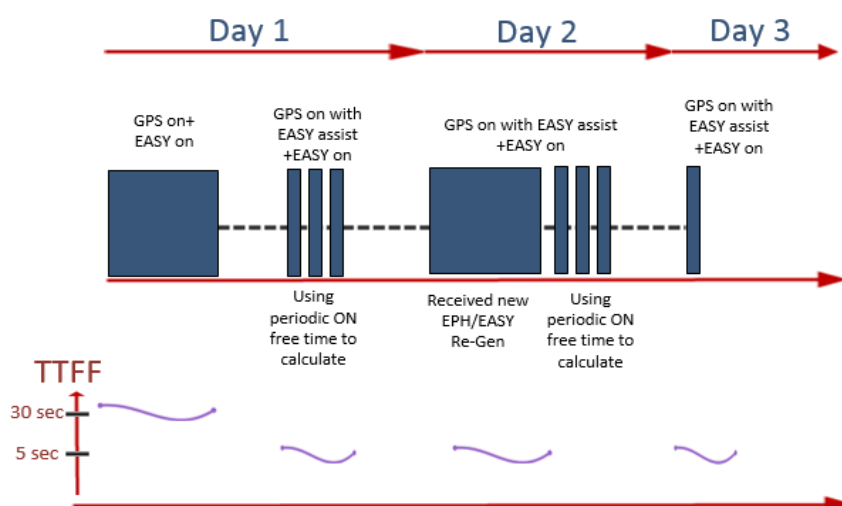 Day 1
Day 2
Day 3
GPS on+
EASY on
GPS on with
EASY assist
+EASY on
GPS on with EASY assist
+EASY on
GPS on with
EASY assist
+EASY on
Using
periodic ON
free time to
calculate
Received new
EPH/EASY
Re-Gen
Using
periodic ON
free time to
calculate
TTFF
30 sec
5 sec